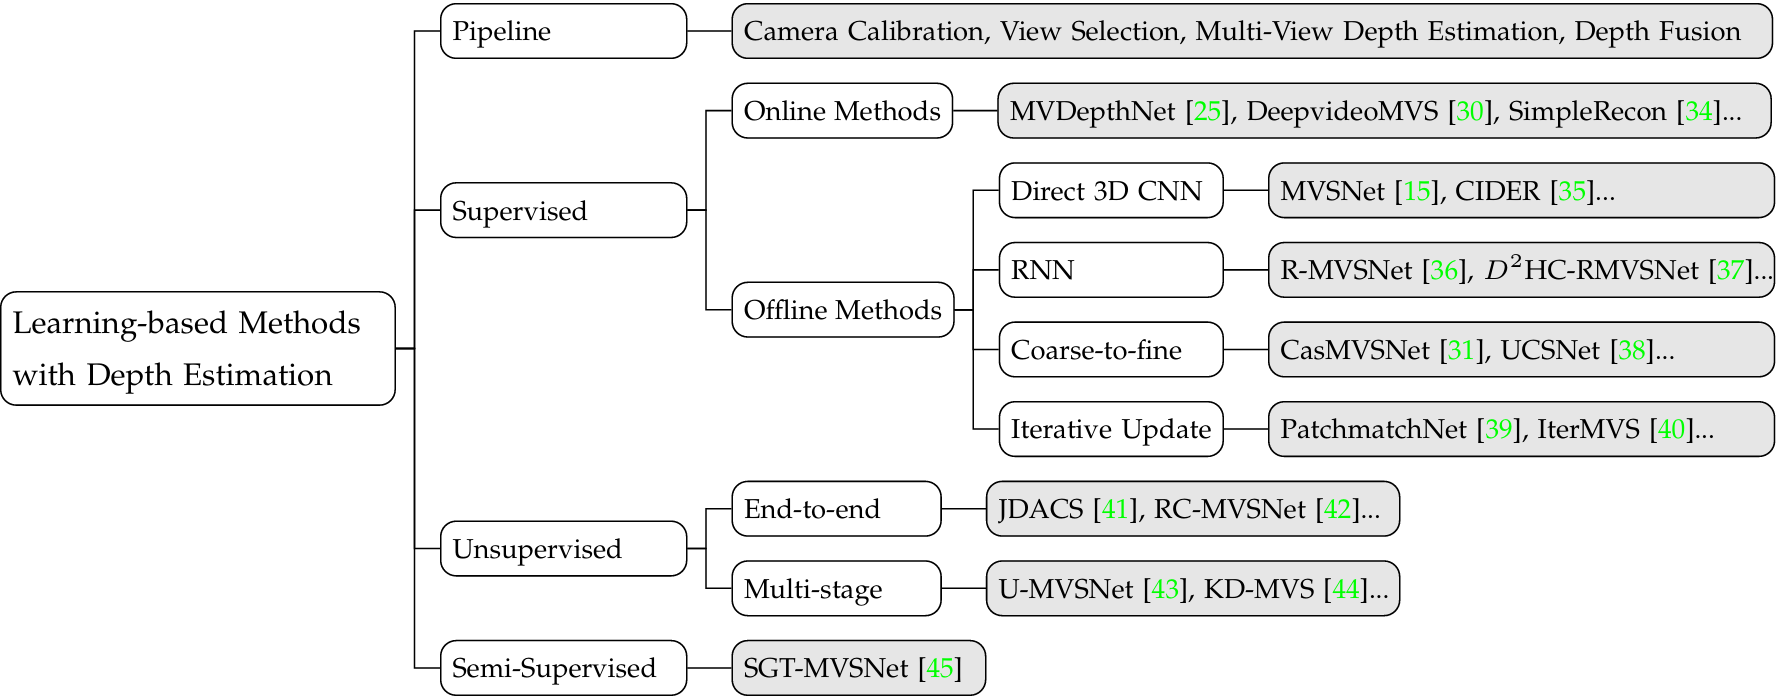 Pipeline
Camera Calibration, View Selection, Multi-View Depth Estimation, Depth Fusion
Online Methods
MVDepthNet [25], DeepvideoMVS [30], SimpleRecon [34]...
Supervised
Direct 3D CNN
MVSNet [15], CIDER [35]...
RNN
R-MVSNet [36], D²HC-RMVSNet [37]...
Offline Methods
Coarse-to-fine
CasMVSNet [31], UCSNet [38]...
Iterative Update
PatchmatchNet [39], IterMVS [40]...
Learning-based Methods
with Depth Estimation
End-to-end
JDACS [41], RC-MVSNet [42]...
Unsupervised
Multi-stage
U-MVSNet [43], KD-MVS [44]...
Semi-Supervised
SGT-MVSNet [45]